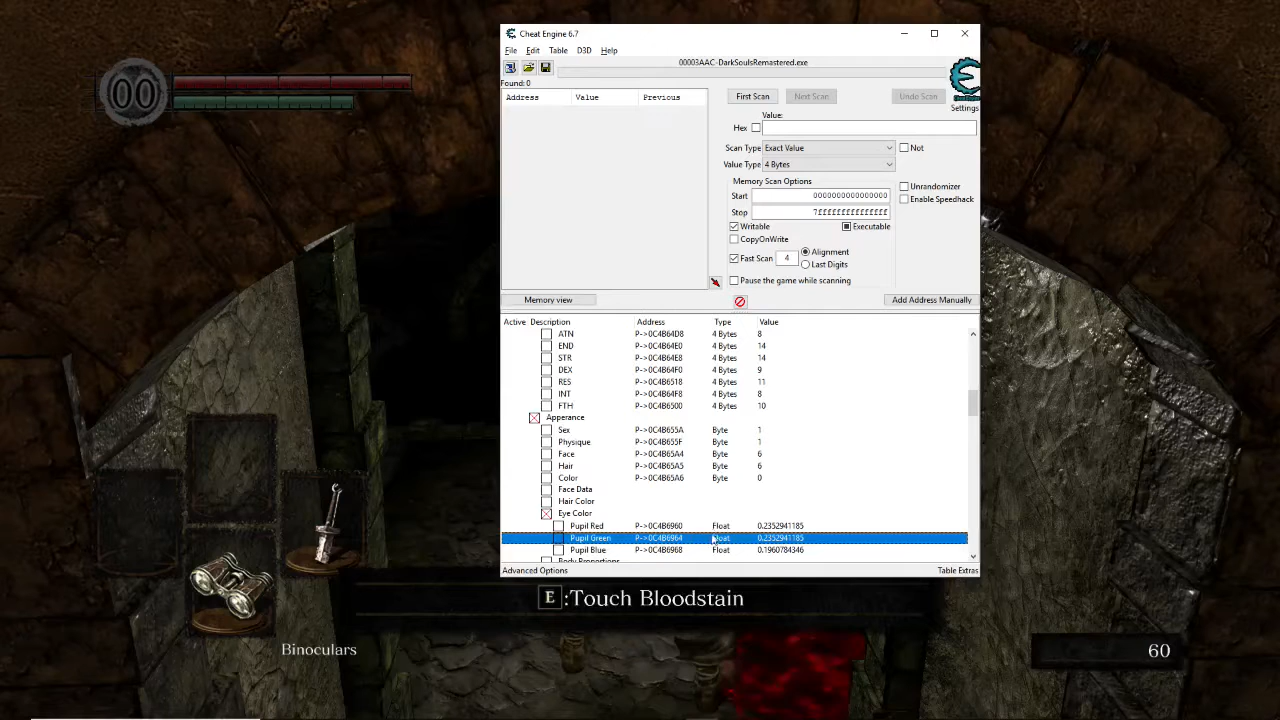 Cheat Engine 6.7
File Edit Table D3D Help
00003AAC-DarkSoulsRemastered.exe
Found: 0
Address Value Previous
First Scan Next Scan Undo Scan
Settings
Value:
Hex
Scan Type Exact Value Not
Value Type 4 Bytes
Memory Scan Options
Start 0000000000000000
Stop 7fffffffffffffff
Unrandomizer
Enable Speedhack
Writable Executable
CopyOnWrite
Fast Scan 4 Alignment
Last Digits
Pause the game while scanning
Memory view Add Address Manually
Active Description Address Type Value
ATN P->0C4B64D8 4 Bytes 8
END P->0C4B64E0 4 Bytes 14
STR P->0C4B64E8 4 Bytes 14
DEX P->0C4B64F0 4 Bytes 9
RES P->0C4B6518 4 Bytes 11
INT P->0C4B64F8 4 Bytes 8
FTH P->0C4B6500 4 Bytes 10
Apperance
Sex P->0C4B655A Byte 1
Physique P->0C4B655F Byte 1
Face P->0C4B65A4 Byte 6
Hair P->0C4B65A5 Byte 6
Color P->0C4B65A6 Byte 0
Face Data
Hair Color
Eye Color
Pupil Red P->0C4B6960 Float 0.2352941185
Pupil Green P->0C4B6964 Float 0.2352941185
Pupil Blue P->0C4B6968 Float 0.1960784346
Body Proportions
Advanced Options Table Extras
00
E:Touch Bloodstain
Binoculars
60